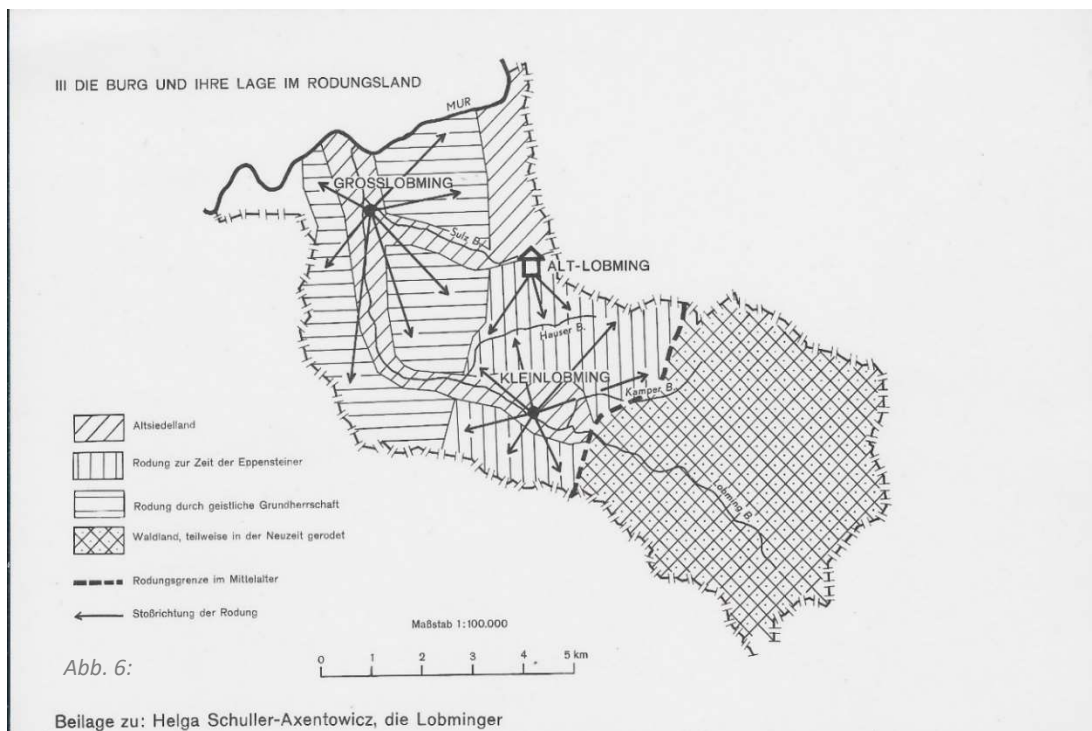 III DIE BURG UND IHRE LAGE IM RODUNGSLAND
MUR
GROSSLOBMING
Sulz B.
ALT-LOBMING
Hauser B.
KLEINLOBMING
Kamper B.
Lobming B.
Altsiedelland
Rodung zur Zeit der Eppensteiner
Rodung durch geistliche Grundherrschaft
Waldland, teilweise in der Neuzeit gerodet
Rodungsgrenze im Mittelalter
Stoßrichtung der Rodung
Maßstab 1:100.000
0 1 2 3 4 5 km
Abb. 6:
Beilage zu: Helga Schuller-Axentowicz, die Lobminger